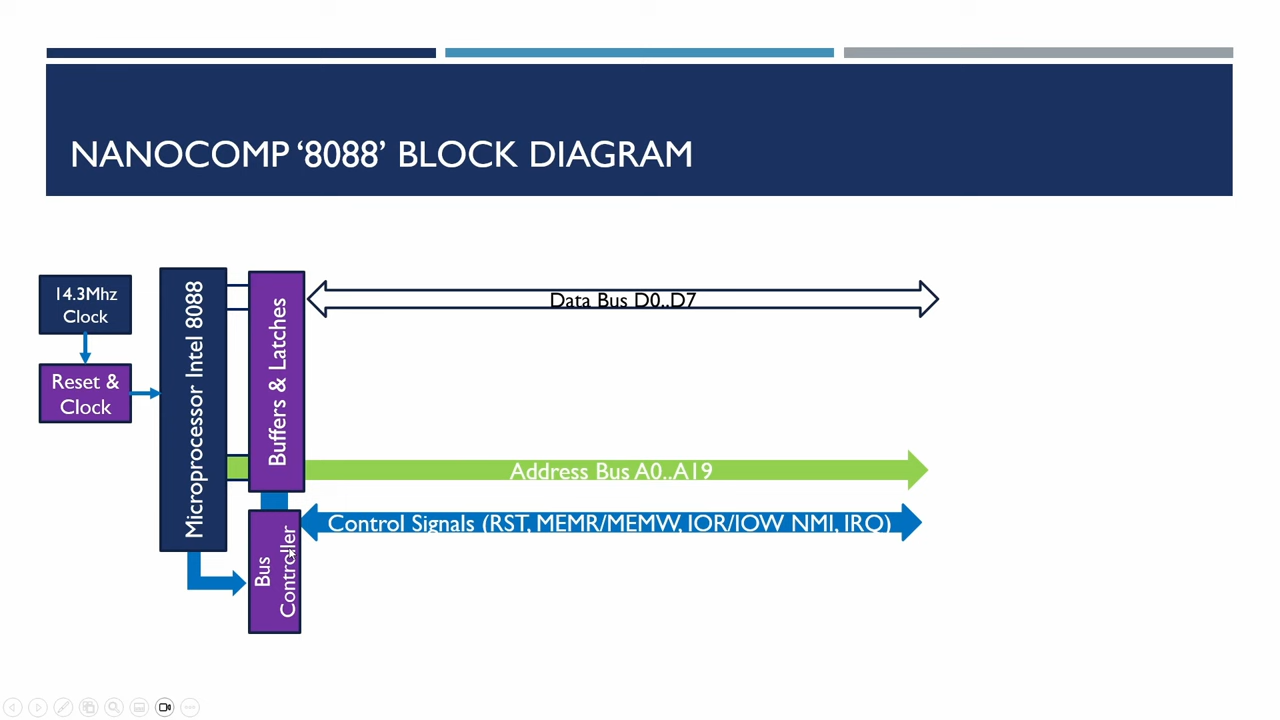 NANOCOMP ‘8088’ BLOCK DIAGRAM
14.3Mhz
Clock
Reset &
Clock
Microprocessor Intel 8088
Buffers & Latches
Data Bus D0..D7
Address Bus A0..A19
Control Signals (RST, MEMR/MEMW, IOR/IOW NMI, IRQ)
Bus
Controller